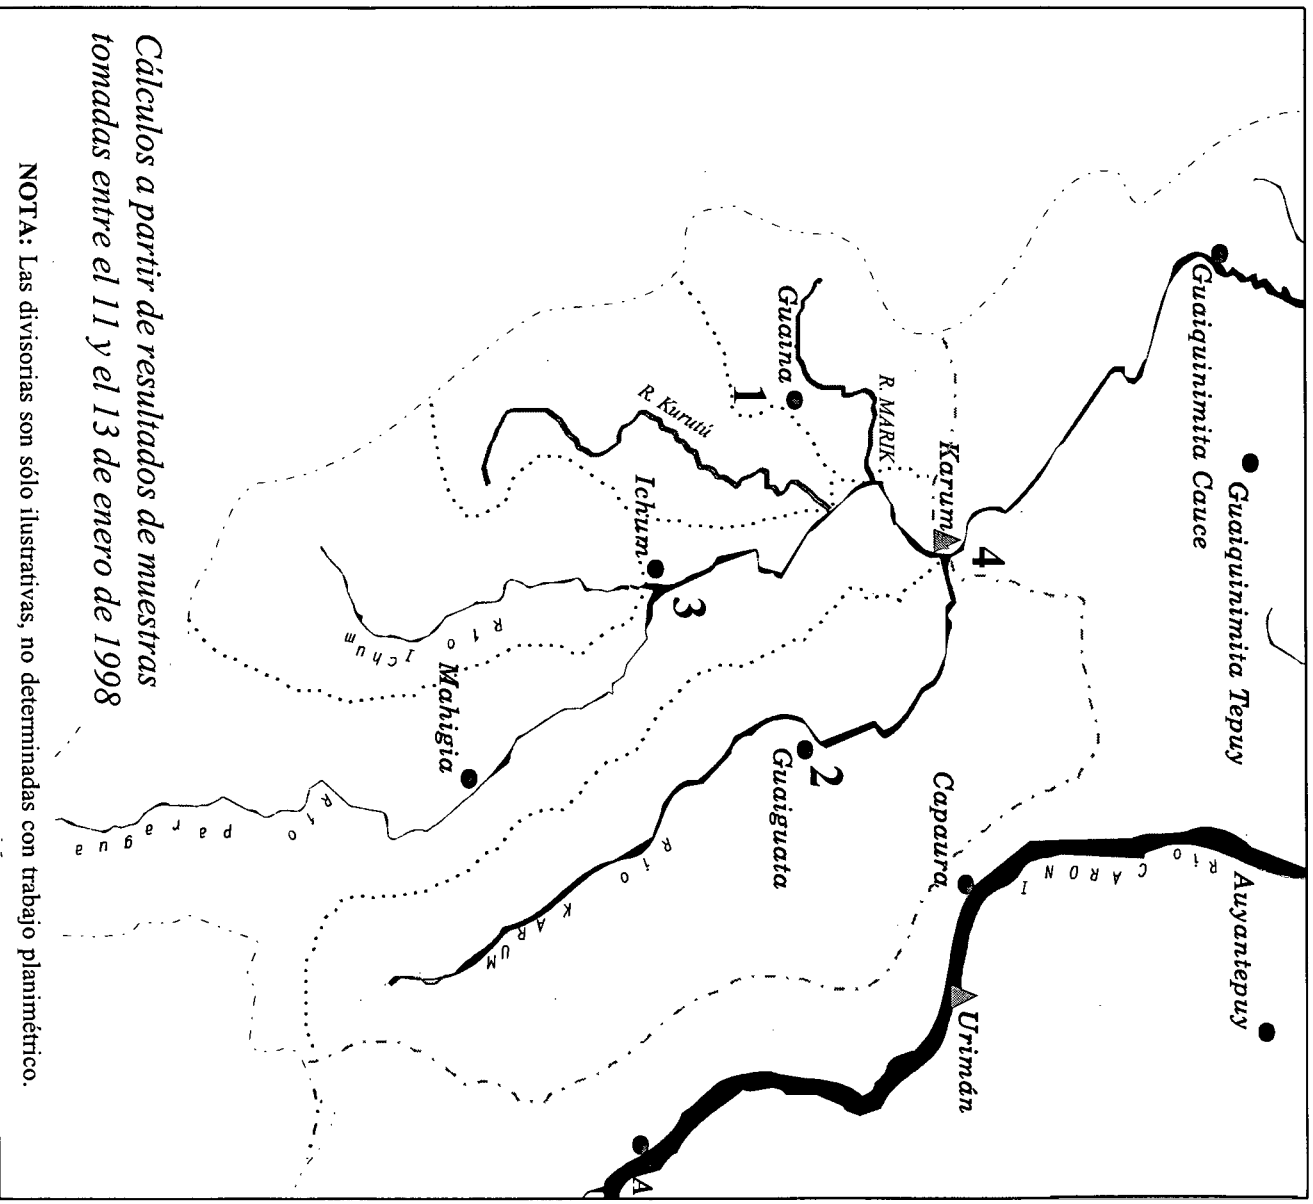 Guaiquinimita Cauce
Guaiquinimita Tepuy
Auyantepuy
Río CARONI
Karum
4
Capaura
Urimán
R. MARIK
Guaina
1
2
Guaiguata
R. Kurutú
Ichum
3
Río KARUM
Río Ichum
Mahigia
Río paragua
A
Cálculos a partir de resultados de muestras
tomadas entre el 11 y el 13 de enero de 1998
NOTA: Las divisorias son sólo ilustrativas, no determinadas con trabajo planimétrico.